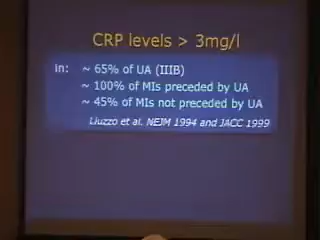 CRP levels > 3mg/l
in: ~ 65% of UA (IIIB)
~ 100% of MIs preceded by UA
~ 45% of MIs not preceded by UA
Liuzzo et al. NEJM 1994 and JACC 1999